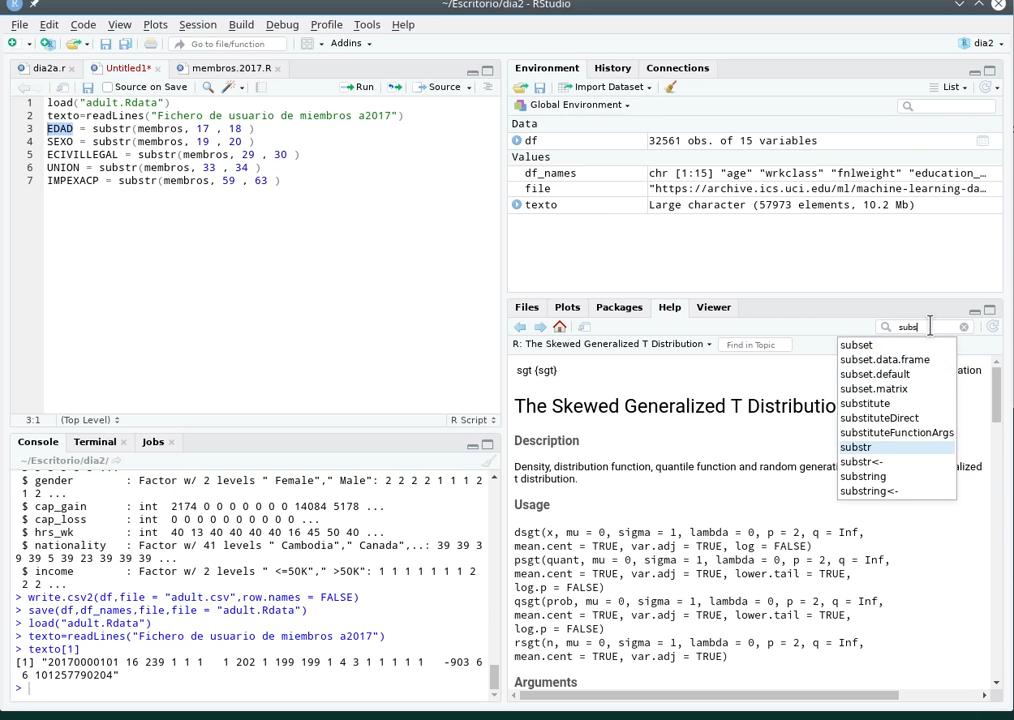 ~/Escritorio/dia2 - RStudio
File Edit Code View Plots Session Build Debug Profile Tools Help
Go to file/function Addins dia2
dia2a.r Untitled1* membros.2017.R
Source on Save Run Source
1 load("adult.Rdata")
2 texto=readLines("Fichero de usuario de miembros a2017")
3 EDAD = substr(membros, 17 , 18 )
4 SEXO = substr(membros, 19 , 20 )
5 ECIVILLEGAL = substr(membros, 29 , 30 )
6 UNION = substr(membros, 33 , 34 )
7 IMPEXACP = substr(membros, 59 , 63 )
3:1 (Top Level) R Script
Console Terminal Jobs
~/Escritorio/dia2/
$ gender : Factor w/ 2 levels " Female"," Male": 2 2 2 2 1 1 1 2
1 2 ...
$ cap_gain : int 2174 0 0 0 0 0 0 0 14084 5178 ...
$ cap_loss : int 0 0 0 0 0 0 0 0 0 0 ...
$ hrs_wk : int 40 13 40 40 40 40 16 45 50 40 ...
$ nationality : Factor w/ 41 levels " Cambodia"," Canada",..: 39 39 3
9 39 5 39 23 39 39 39 ...
$ income : Factor w/ 2 levels " <=50K"," >50K": 1 1 1 1 1 1 1 2
2 2 ...
> write.csv2(df,file = "adult.csv",row.names = FALSE)
> save(df,df_names,file,file = "adult.Rdata")
> load("adult.Rdata")
> texto=readLines("Fichero de usuario de miembros a2017")
> texto[1]
[1] "20170000101 16 239 1 1 1 1 202 1 199 199 1 4 3 1 1 1 1 1 -903 6
6 101257790204"
>
Environment History Connections
Import Dataset List
Global Environment
Data
df 32561 obs. of 15 variables
Values
df_names chr [1:15] "age" "wrkclass" "fnlweight" "education_…
file "https://archive.ics.uci.edu/ml/machine-learning-da…
texto Large character (57973 elements, 10.2 Mb)
Files Plots Packages Help Viewer
subs
R: The Skewed Generalized T Distribution Find in Topic
subset
subset.data.frame
subset.default
subset.matrix
substitute
substituteDirect
substituteFunctionArgs
substr
substr<-
substring
substring<-
sgt {sgt} ation
The Skewed Generalized T Distributio
Description
Density, distribution function, quantile function and random generati alized
t distribution.
Usage
dsgt(x, mu = 0, sigma = 1, lambda = 0, p = 2, q = Inf,
mean.cent = TRUE, var.adj = TRUE, log = FALSE)
psgt(quant, mu = 0, sigma = 1, lambda = 0, p = 2, q = Inf,
mean.cent = TRUE, var.adj = TRUE, lower.tail = TRUE,
log.p = FALSE)
qsgt(prob, mu = 0, sigma = 1, lambda = 0, p = 2, q = Inf,
mean.cent = TRUE, var.adj = TRUE, lower.tail = TRUE,
log.p = FALSE)
rsgt(n, mu = 0, sigma = 1, lambda = 0, p = 2, q = Inf,
mean.cent = TRUE, var.adj = TRUE)
Arguments